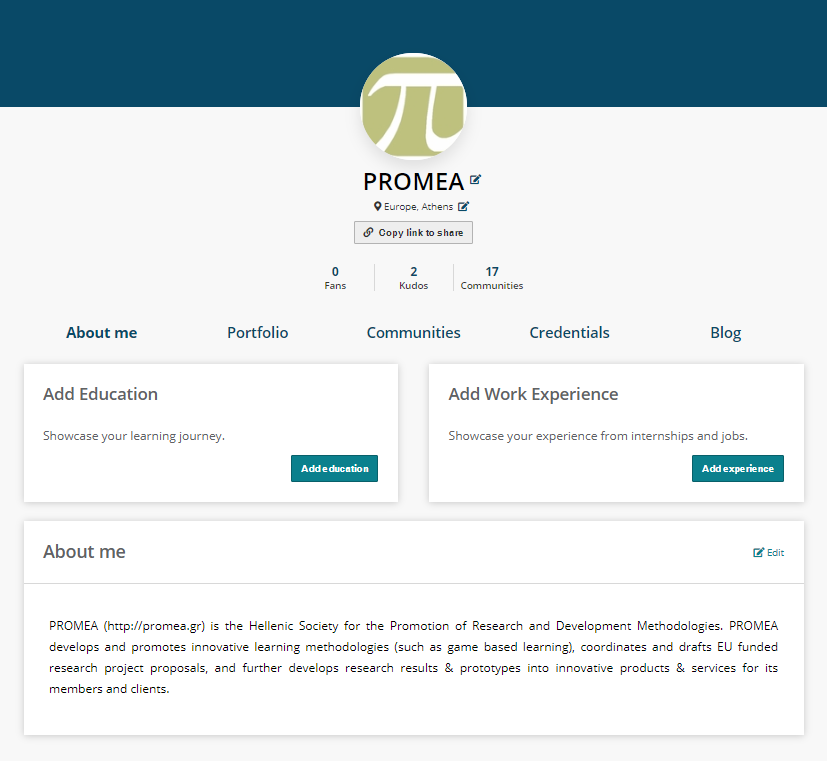 π
PROMEA
Europe, Athens
Copy link to share
0 2 17
Fans Kudos Communities
About me Portfolio Communities Credentials Blog
Add Education
Showcase your learning journey.
Add education
Add Work Experience
Showcase your experience from internships and jobs.
Add experience
About me
Edit
PROMEA (http://promea.gr) is the Hellenic Society for the Promotion of Research and Development Methodologies. PROMEA
develops and promotes innovative learning methodologies (such as game based learning), coordinates and drafts EU funded
research project proposals, and further develops research results & prototypes into innovative products & services for its
members and clients.